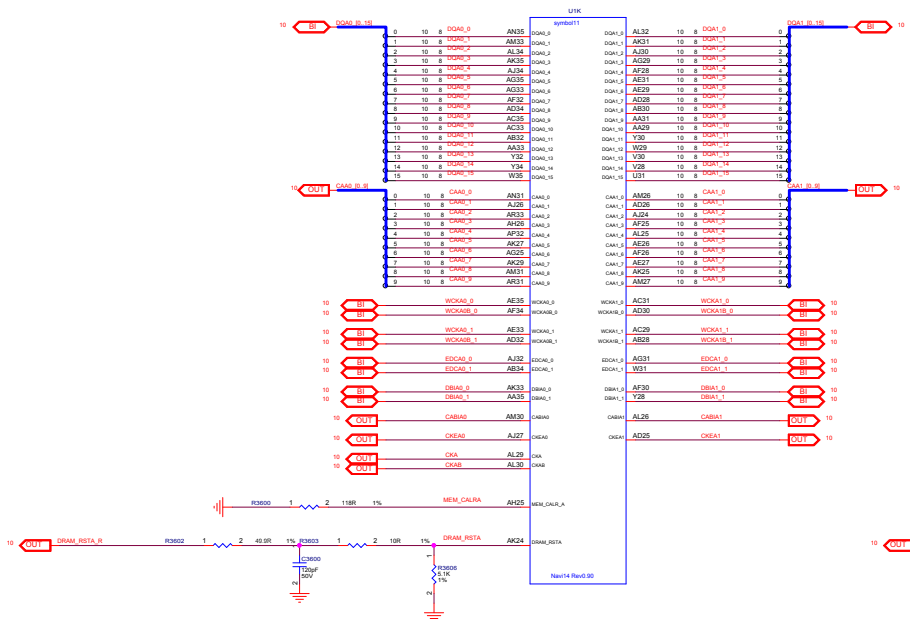 U1K
symbol11
10 BI DQA0_[0..15] DQA1_[0..15] BI 10
0 10 8 DQA0_0 AN35 DQA0_0 DQA1_0 AL32 10 8 DQA1_0 0
1 10 8 DQA0_1 AM33 DQA0_1 DQA1_1 AK31 10 8 DQA1_1 1
2 10 8 DQA0_2 AL34 DQA0_2 DQA1_2 AJ30 10 8 DQA1_2 2
3 10 8 DQA0_3 AK35 DQA0_3 DQA1_3 AG29 10 8 DQA1_3 3
4 10 8 DQA0_4 AJ34 DQA0_4 DQA1_4 AF28 10 8 DQA1_4 4
5 10 8 DQA0_5 AG35 DQA0_5 DQA1_5 AE31 10 8 DQA1_5 5
6 10 8 DQA0_6 AG33 DQA0_6 DQA1_6 AE29 10 8 DQA1_6 6
7 10 8 DQA0_7 AF32 DQA0_7 DQA1_7 AD28 10 8 DQA1_7 7
8 10 8 DQA0_8 AD34 DQA0_8 DQA1_8 AB30 10 8 DQA1_8 8
9 10 8 DQA0_9 AC35 DQA0_9 DQA1_9 AA31 10 8 DQA1_9 9
10 10 8 DQA0_10 AC33 DQA0_10 DQA1_10 AA29 10 8 DQA1_10 10
11 10 8 DQA0_11 AB32 DQA0_11 DQA1_11 Y30 10 8 DQA1_11 11
12 10 8 DQA0_12 AA33 DQA0_12 DQA1_12 W29 10 8 DQA1_12 12
13 10 8 DQA0_13 Y32 DQA0_13 DQA1_13 V30 10 8 DQA1_13 13
14 10 8 DQA0_14 Y34 DQA0_14 DQA1_14 V28 10 8 DQA1_14 14
15 10 8 DQA0_15 W35 DQA0_15 DQA1_15 U31 10 8 DQA1_15 15
10 OUT CAA0_[0..9] CAA1_[0..9] OUT 10
0 10 8 CAA0_0 AN31 CAA0_0 CAA1_0 AM26 10 8 CAA1_0 0
1 10 8 CAA0_1 AJ26 CAA0_1 CAA1_1 AD26 10 8 CAA1_1 1
2 10 8 CAA0_2 AR33 CAA0_2 CAA1_2 AJ24 10 8 CAA1_2 2
3 10 8 CAA0_3 AH26 CAA0_3 CAA1_3 AF25 10 8 CAA1_3 3
4 10 8 CAA0_4 AP32 CAA0_4 CAA1_4 AL25 10 8 CAA1_4 4
5 10 8 CAA0_5 AK27 CAA0_5 CAA1_5 AE26 10 8 CAA1_5 5
6 10 8 CAA0_6 AG25 CAA0_6 CAA1_6 AF26 10 8 CAA1_6 6
7 10 8 CAA0_7 AK29 CAA0_7 CAA1_7 AE27 10 8 CAA1_7 7
8 10 8 CAA0_8 AM31 CAA0_8 CAA1_8 AK25 10 8 CAA1_8 8
9 10 8 CAA0_9 AR31 CAA0_9 CAA1_9 AM27 10 8 CAA1_9 9
10 BI WCKA0_0 AE35 WCKA0_0 WCKA1_0 AC31 WCKA1_0 BI 10
10 BI WCKA0B_0 AF34 WCKA0B_0 WCKA1B_0 AD30 WCKA1B_0 BI 10
10 BI WCKA0_1 AE33 WCKA0_1 WCKA1_1 AC29 WCKA1_1 BI 10
10 BI WCKA0B_1 AD32 WCKA0B_1 WCKA1B_1 AB28 WCKA1B_1 BI 10
10 BI EDCA0_0 AJ32 EDCA0_0 EDCA1_0 AG31 EDCA1_0 BI 10
10 BI EDCA0_1 AB34 EDCA0_1 EDCA1_1 W31 EDCA1_1 BI 10
10 BI DBIA0_0 AK33 DBIA0_0 DBIA1_0 AF30 DBIA1_0 BI 10
10 BI DBIA0_1 AA35 DBIA0_1 DBIA1_1 Y28 DBIA1_1 BI 10
10 OUT CABIA0 AM30 CABIA0 CABIA1 AL26 CABIA1 OUT 10
10 OUT CKEA0 AJ27 CKEA0 CKEA1 AD25 CKEA1 OUT 10
10 OUT CKA AL29 CKA
10 OUT CKAB AL30 CKAB
R3600 1 2 118R 1% MEM_CALRA AH25 MEM_CALR_A
10 OUT DRAM_RSTA_R R3602 1 2 49.9R 1% R3603 1 2 10R 1% DRAM_RSTA AK24 DRAM_RSTA 10 OUT
1 C3600 120pF 50V 2
1 R3606 5.1K 1% 2
Navi14 Rev0.90